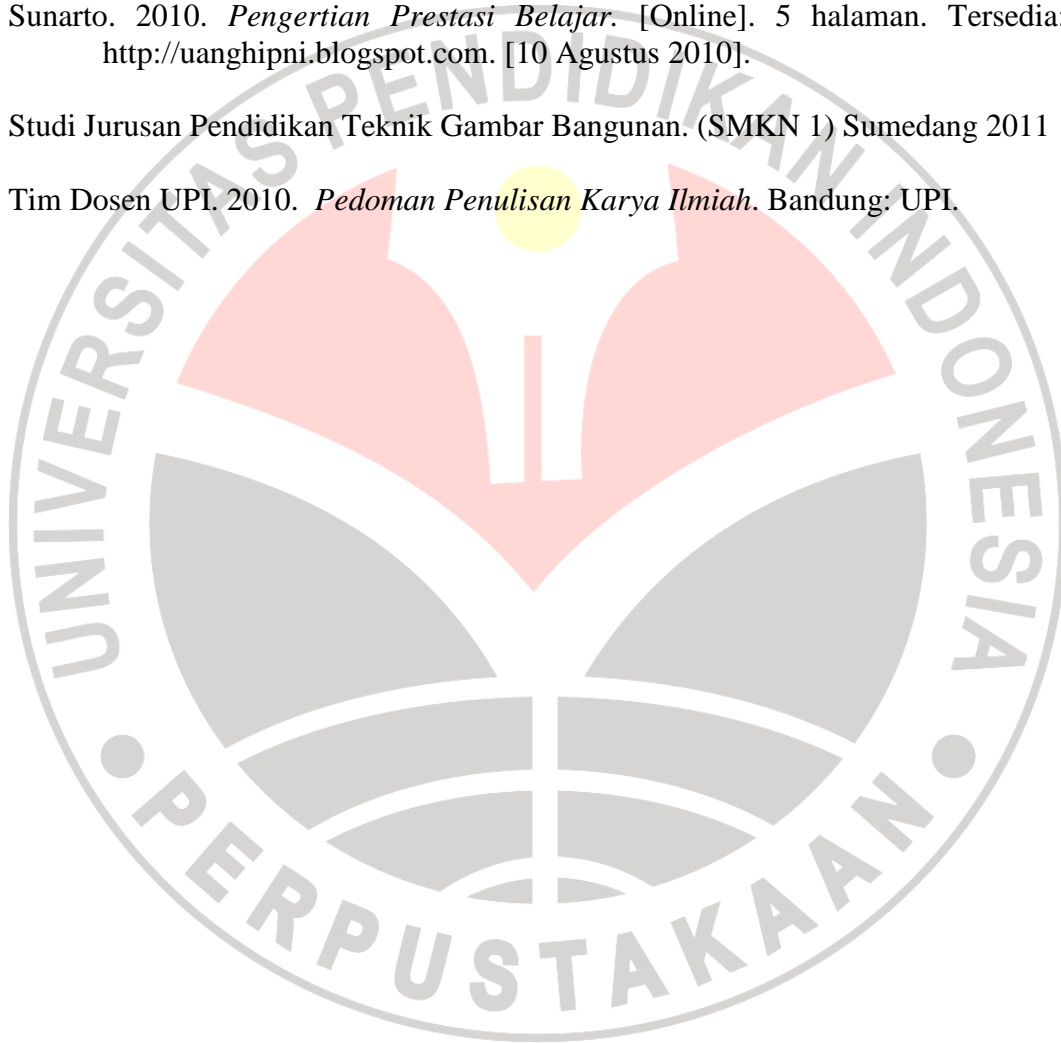 Sunarto. 2010. Pengertian Prestasi Belajar. [Online]. 5 halaman. Tersedia:
http://uanghipni.blogspot.com. [10 Agustus 2010].
Studi Jurusan Pendidikan Teknik Gambar Bangunan. (SMKN 1) Sumedang 2011
Tim Dosen UPI. 2010. Pedoman Penulisan Karya Ilmiah. Bandung: UPI.
UNIVERSITAS PENDIDIKAN INDONESIA
PERPUSTAKAAN